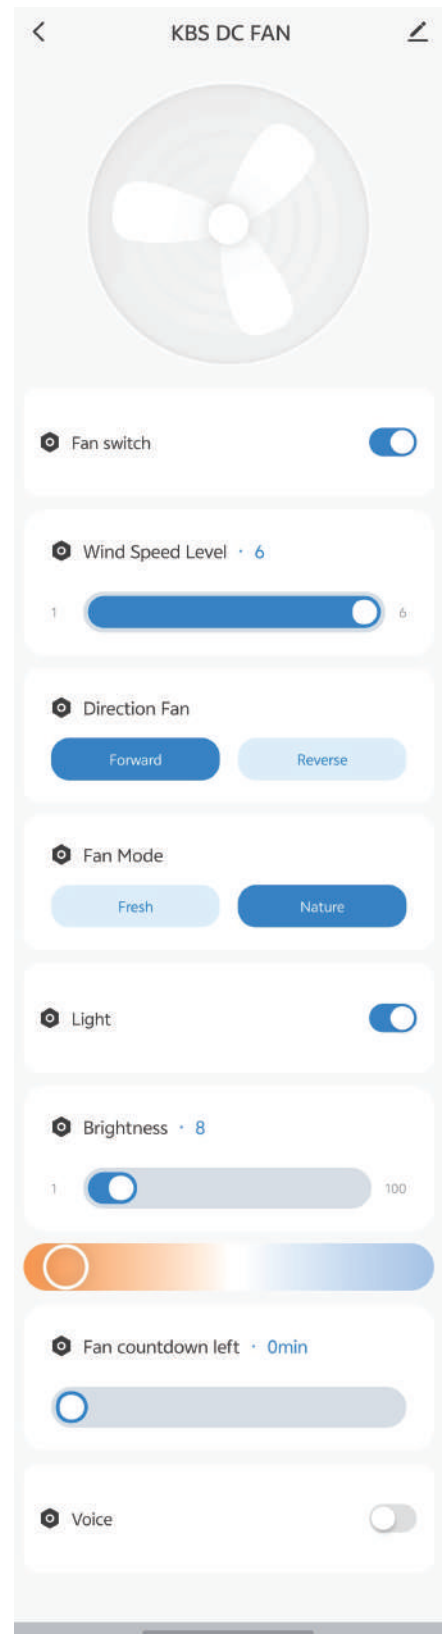 KBS DC FAN
Fan switch
Wind Speed Level · 6
1 6
Direction Fan
Forward Reverse
Fan Mode
Fresh Nature
Light
Brightness · 8
1 100
Fan countdown left · 0min
Voice